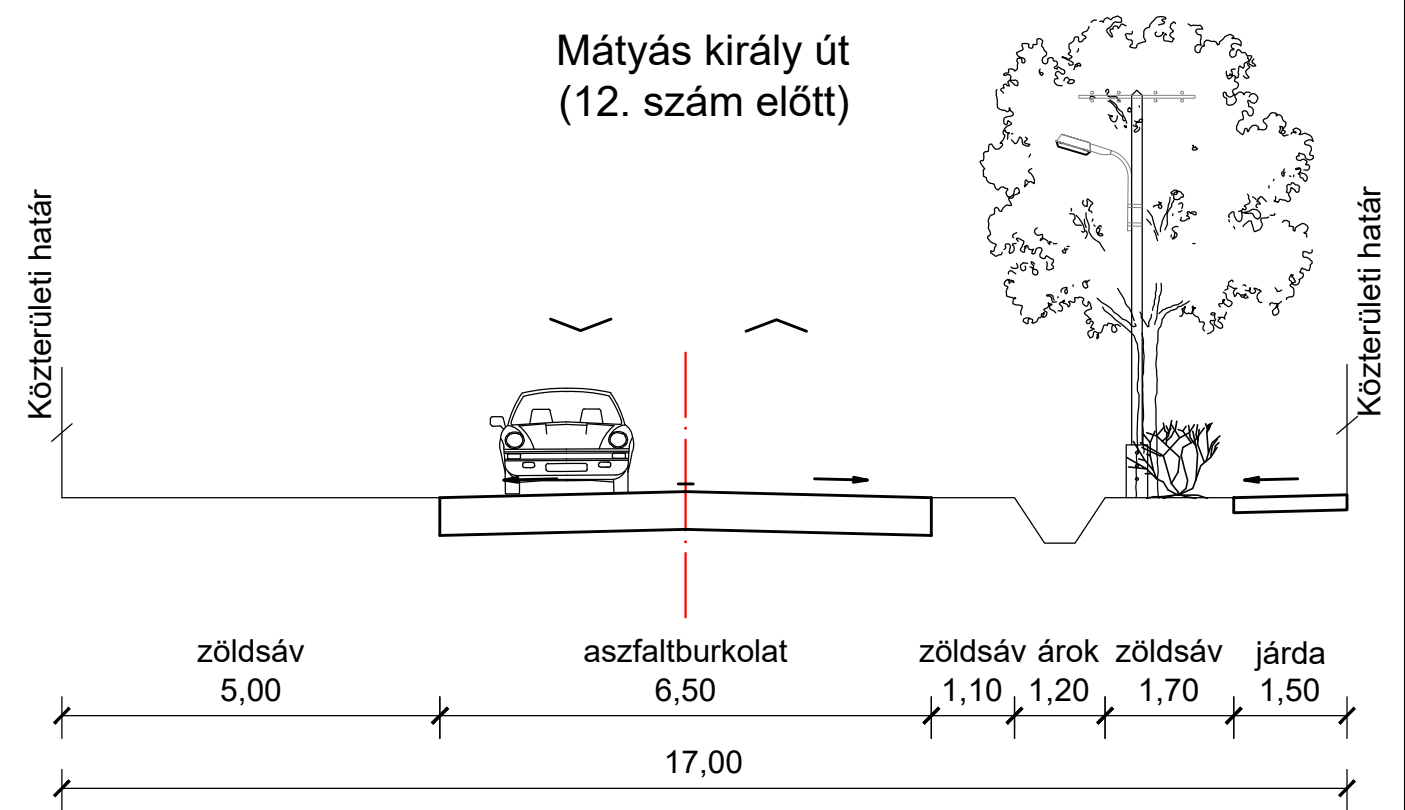 Mátyás király út
(12. szám előtt)
Közterületi határ
Közterületi határ
zöldsáv aszfaltburkolat zöldsáv árok zöldsáv járda
5,00 6,50 1,10 1,20 1,70 1,50
17,00